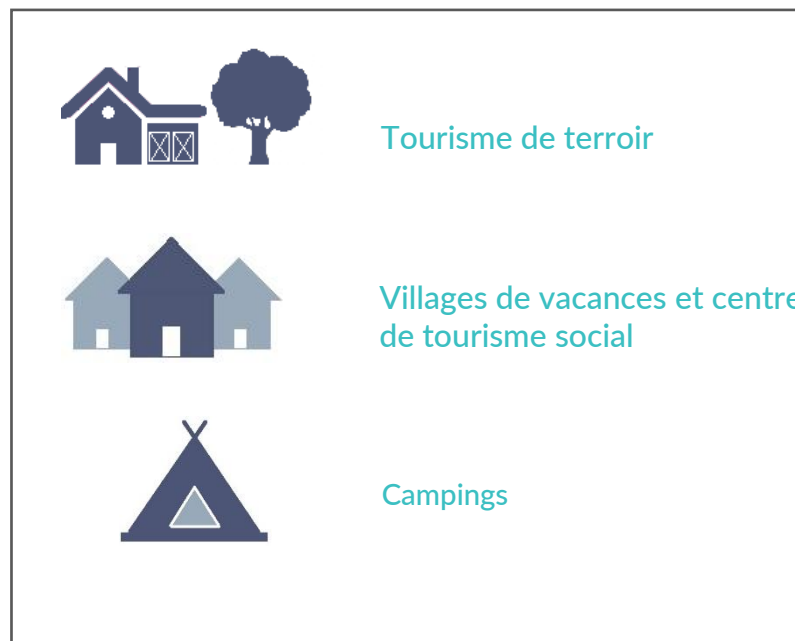 Tourisme de terroir
Villages de vacances et centre
de tourisme social
Campings